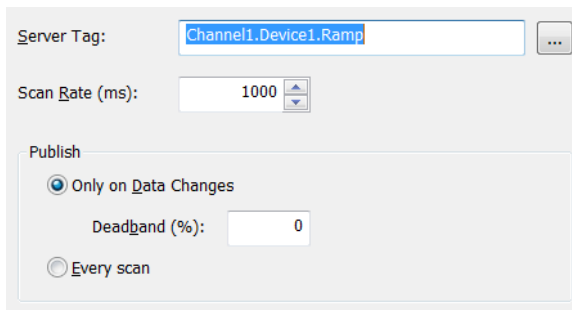 Server Tag: Channel1.Device1.Ramp ...
Scan Rate (ms): 1000
Publish
Only on Data Changes
Deadband (%): 0
Every scan